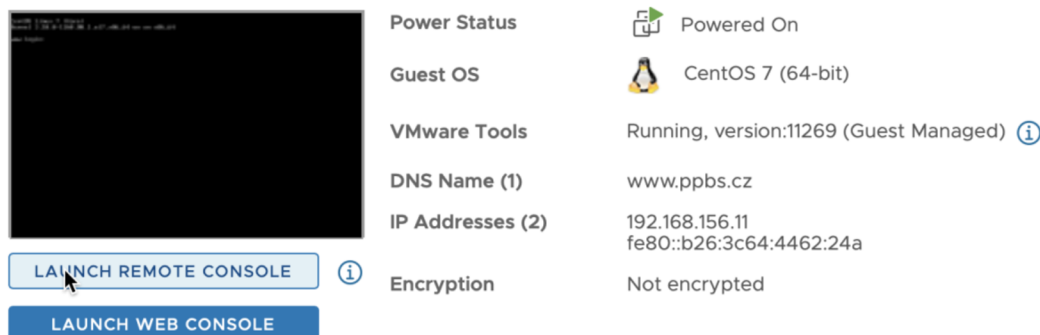 Power Status
Powered On
Guest OS
CentOS 7 (64-bit)
VMware Tools
Running, version:11269 (Guest Managed)
DNS Name (1)
www.ppbs.cz
IP Addresses (2)
192.168.156.11
fe80::b26:3c64:4462:24a
Encryption
Not encrypted
LAUNCH REMOTE CONSOLE
LAUNCH WEB CONSOLE